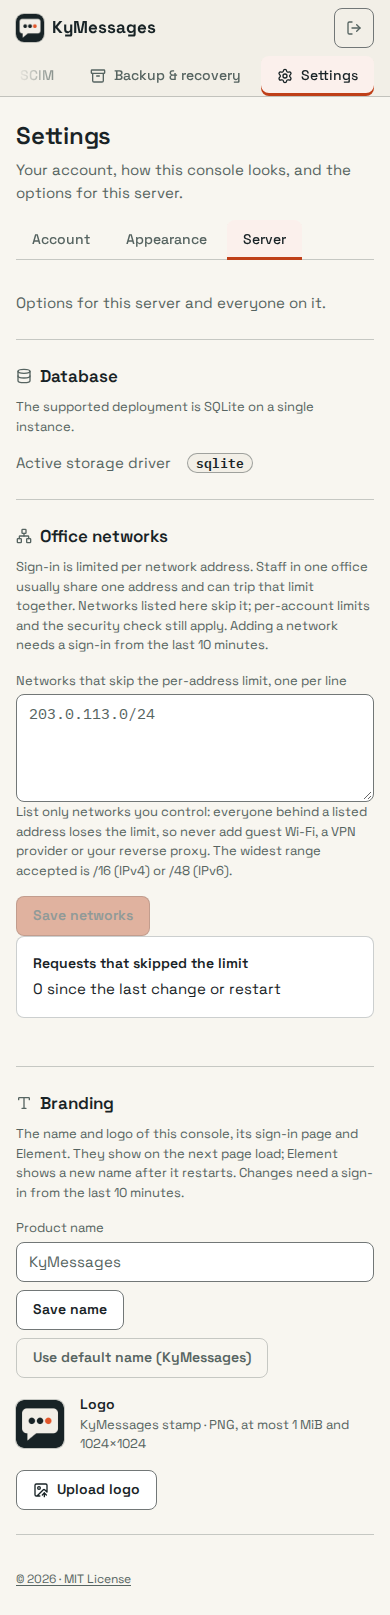 KyMessages
SCIM
Backup & recovery
Settings
Settings
Your account, how this console looks, and the
options for this server.
Account
Appearance
Server
Options for this server and everyone on it.
Database
The supported deployment is SQLite on a single
instance.
Active storage driver
sqlite
Office networks
Sign-in is limited per network address. Staff in one office
usually share one address and can trip that limit
together. Networks listed here skip it; per-account limits
and the security check still apply. Adding a network
needs a sign-in from the last 10 minutes.
Networks that skip the per-address limit, one per line
203.0.113.0/24
List only networks you control: everyone behind a listed
address loses the limit, so never add guest Wi-Fi, a VPN
provider or your reverse proxy. The widest range
accepted is /16 (IPv4) or /48 (IPv6).
Save networks
Requests that skipped the limit
0 since the last change or restart
Branding
The name and logo of this console, its sign-in page and
Element. They show on the next page load; Element
shows a new name after it restarts. Changes need a sign-
in from the last 10 minutes.
Product name
KyMessages
Save name
Use default name (KyMessages)
Logo
KyMessages stamp · PNG, at most 1 MiB and
1024×1024
Upload logo
© 2026 · MIT License